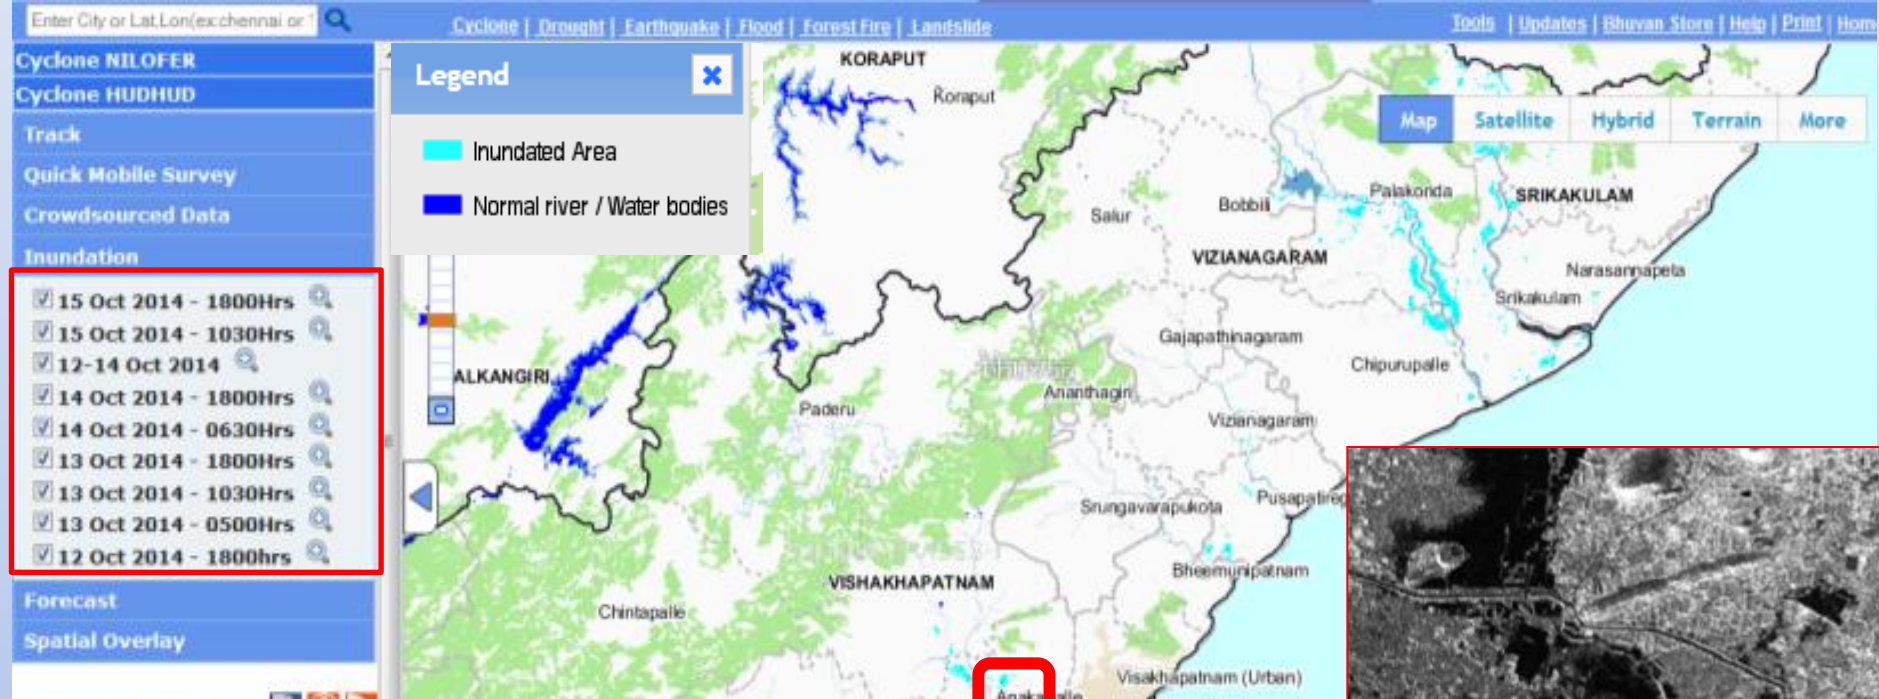 Enter City or Lat,Lon(ex:chennai or 1
Cyclone | Drought | Earthquake | Flood | Forest Fire | Landslide
Tools | Updates | Bhuvan Store | Help | Print | Hom
Cyclone NILOFER
Cyclone HUDHUD
Track
Quick Mobile Survey
Crowdsourced Data
Inundation
15 Oct 2014 - 1800Hrs
15 Oct 2014 - 1030Hrs
12-14 Oct 2014
14 Oct 2014 - 1800Hrs
14 Oct 2014 - 0630Hrs
13 Oct 2014 - 1800Hrs
13 Oct 2014 - 1030Hrs
13 Oct 2014 - 0500Hrs
12 Oct 2014 - 1800hrs
Forecast
Spatial Overlay
Legend
Inundated Area
Normal river / Water bodies
Map Satellite Hybrid Terrain More
KORAPUT
Koraput
Palakonda
SRIKAKULAM
Salur
Bobbili
VIZIANAGARAM
Narasannapeta
Srikakulam
Gajapathinagaram
Chipurupalle
ALKANGIRI
Ananthagiri
Paderu
Vizianagaram
Srungavarapukota
Pusapatireg
Bheemunipatnam
VISHAKHAPATNAM
Chintapalle
Visakhapatnam (Urban)